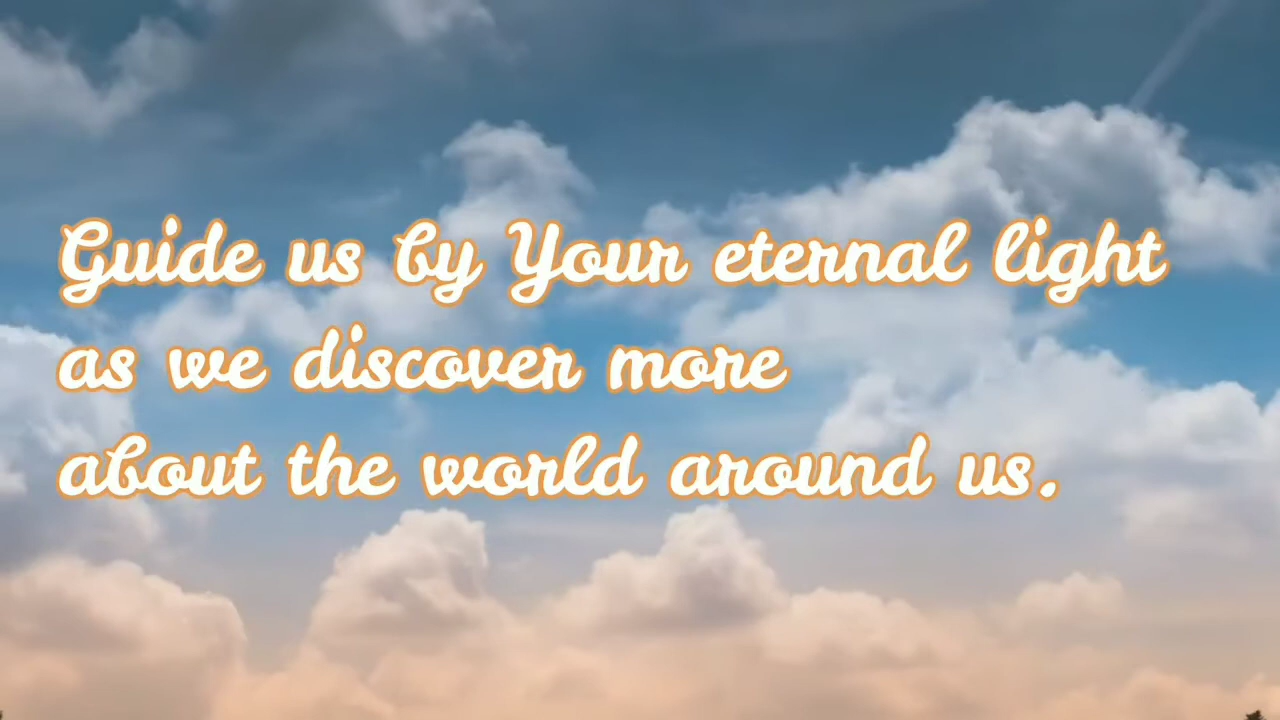 Guide us by Your eternal light
as we discover more
about the world around us.